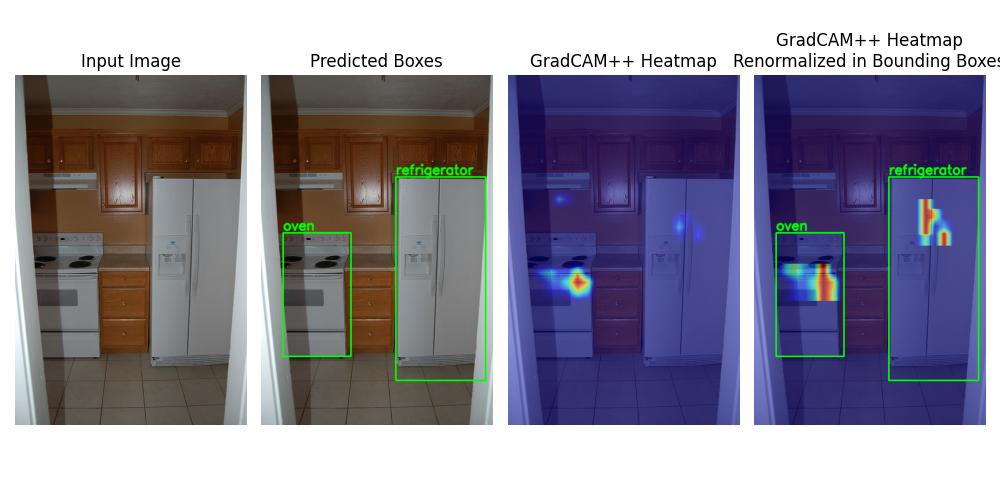 Input Image
Predicted Boxes
GradCAM++ Heatmap
GradCAM++ Heatmap
Renormalized in Bounding Boxes
refrigerator
oven
refrigerator
oven